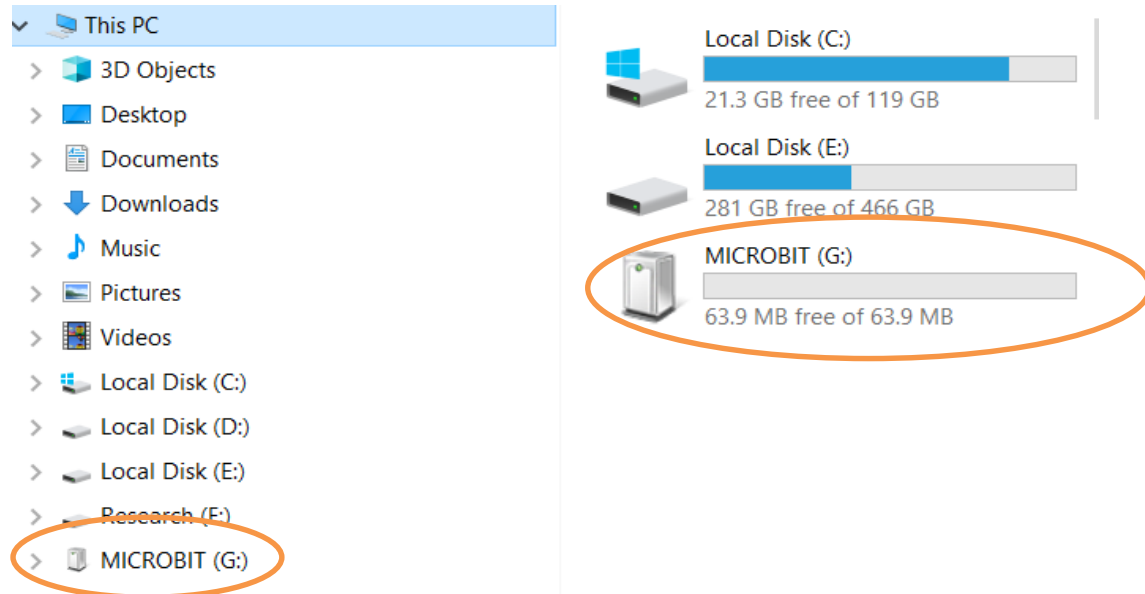 This PC
3D Objects
Desktop
Documents
Downloads
Music
Pictures
Videos
Local Disk (C:)
Local Disk (D:)
Local Disk (E:)
Research (F:)
MICROBIT (G:)
Local Disk (C:)
21.3 GB free of 119 GB
Local Disk (E:)
281 GB free of 466 GB
MICROBIT (G:)
63.9 MB free of 63.9 MB